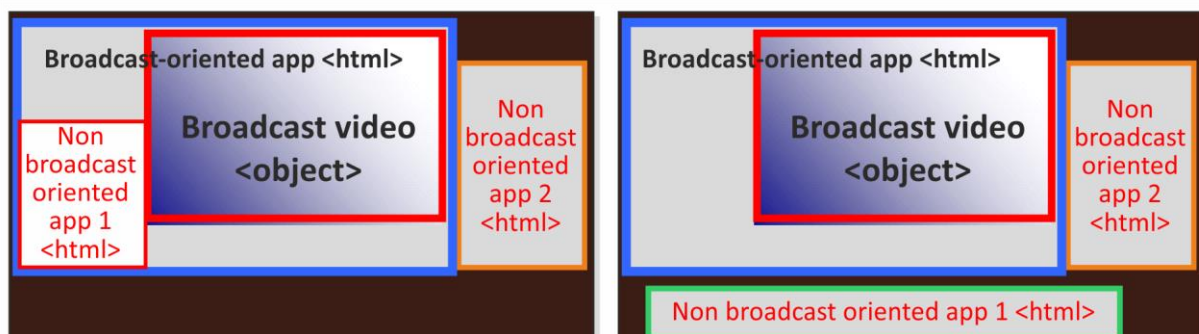 Broadcast-oriented app <html>
Broadcast video
<object>
Non
broadcast
oriented
app 1
<html>
Non
broadcast
oriented
app 2
<html>
Broadcast-oriented app <html>
Broadcast video
<object>
Non
broadcast
oriented
app 2
<html>
Non broadcast oriented app 1 <html>